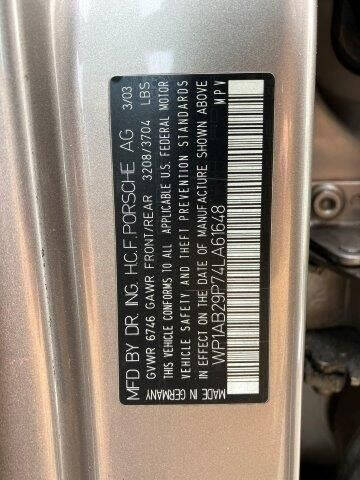 MFD BY DR. ING. H.C.F. PORSCHE AG 3/03
GVWR 6746 GAWR FRONT/REAR 3208/3704 LBS
THIS VEHICLE CONFORMS TO ALL APPLICABLE U.S. FEDERAL MOTOR
VEHICLE SAFETY AND THEFT PREVENTION STANDARDS
IN EFFECT ON THE DATE OF MANUFACTURE SHOWN ABOVE
WP1AB29P74LA61648 MPV
MADE IN GERMANY